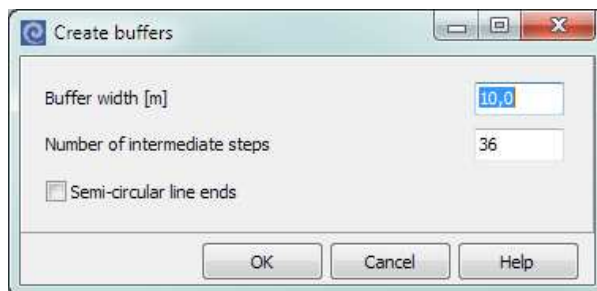 Create buffers
Buffer width [m] 10,0
Number of intermediate steps 36
Semi-circular line ends
OK Cancel Help